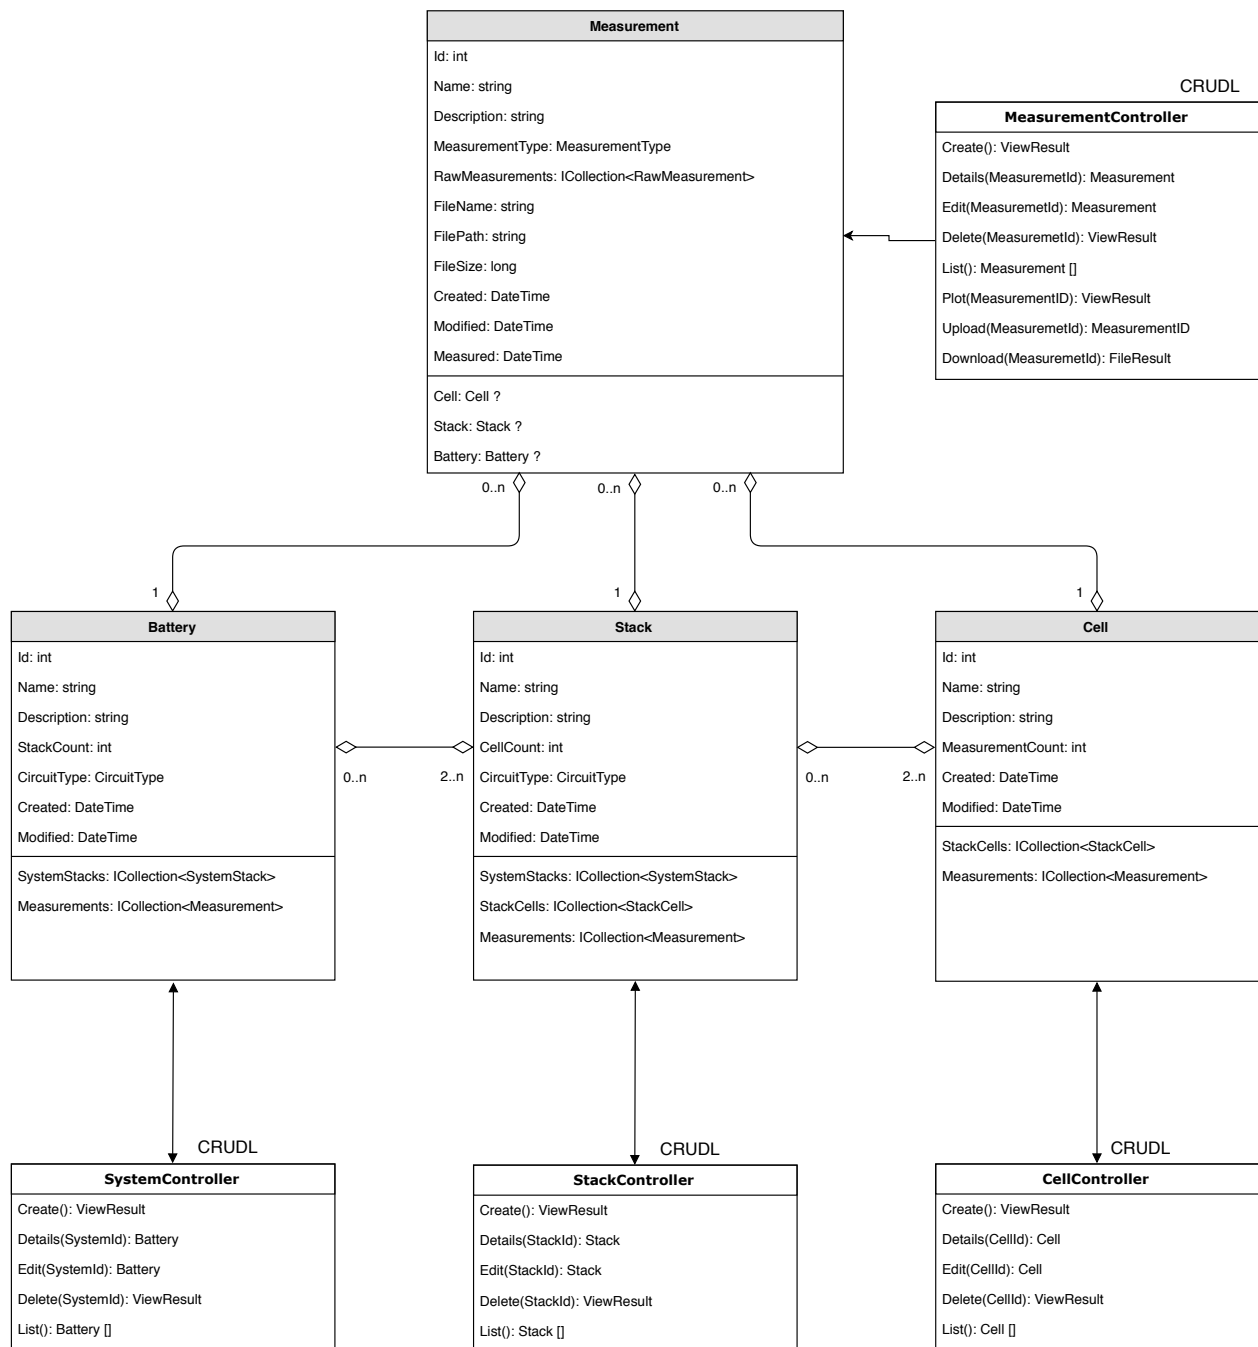 Measurement
Id: int
Name: string
Description: string
MeasurementType: MeasurementType
RawMeasurements: ICollection<RawMeasurement>
FileName: string
FilePath: string
FileSize: long
Created: DateTime
Modified: DateTime
Measured: DateTime
Cell: Cell ?
Stack: Stack ?
Battery: Battery ?
CRUDL
MeasurementController
Create(): ViewResult
Details(MeasuremetId): Measurement
Edit(MeasuremetId): Measurement
Delete(MeasuremetId): ViewResult
List(): Measurement []
Plot(MeasurementID): ViewResult
Upload(MeasuremetId): MeasurementID
Download(MeasuremetId): FileResult
0..n
0..n
0..n
1
1
1
Battery
Id: int
Name: string
Description: string
StackCount: int
CircuitType: CircuitType
Created: DateTime
Modified: DateTime
SystemStacks: ICollection<SystemStack>
Measurements: ICollection<Measurement>
0..n
2..n
Stack
Id: int
Name: string
Description: string
CellCount: int
CircuitType: CircuitType
Created: DateTime
Modified: DateTime
SystemStacks: ICollection<SystemStack>
StackCells: ICollection<StackCell>
Measurements: ICollection<Measurement>
0..n
2..n
Cell
Id: int
Name: string
Description: string
MeasurementCount: int
Created: DateTime
Modified: DateTime
StackCells: ICollection<StackCell>
Measurements: ICollection<Measurement>
CRUDL
SystemController
Create(): ViewResult
Details(SystemId): Battery
Edit(SystemId): Battery
Delete(SystemId): ViewResult
List(): Battery []
CRUDL
StackController
Create(): ViewResult
Details(StackId): Stack
Edit(StackId): Stack
Delete(StackId): ViewResult
List(): Stack []
CRUDL
CellController
Create(): ViewResult
Details(CellId): Cell
Edit(CellId): Cell
Delete(CellId): ViewResult
List(): Cell []